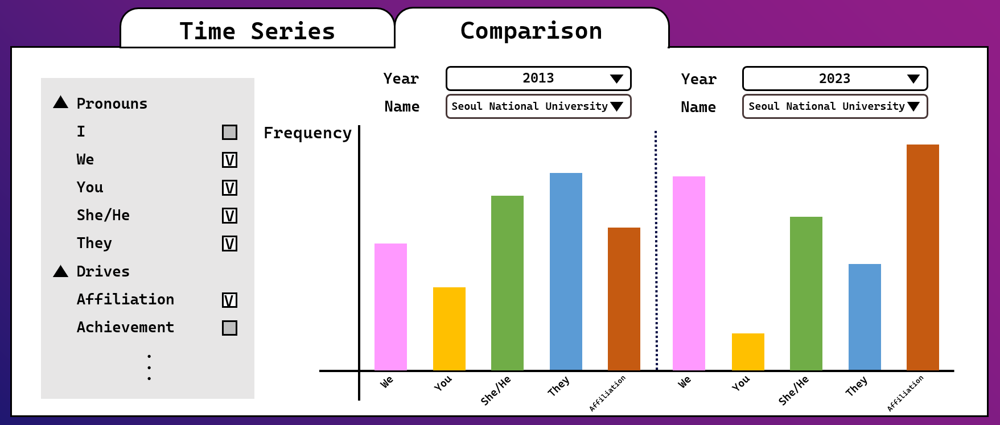 Time Series
Comparison
Year 2013
Year 2023
Name Seoul National University
Name Seoul National University
Pronouns
I
We V
You V
She/He V
They V
Drives
Affiliation V
Achievement
Frequency
We You She/He They Affiliation We You She/He They Affiliation